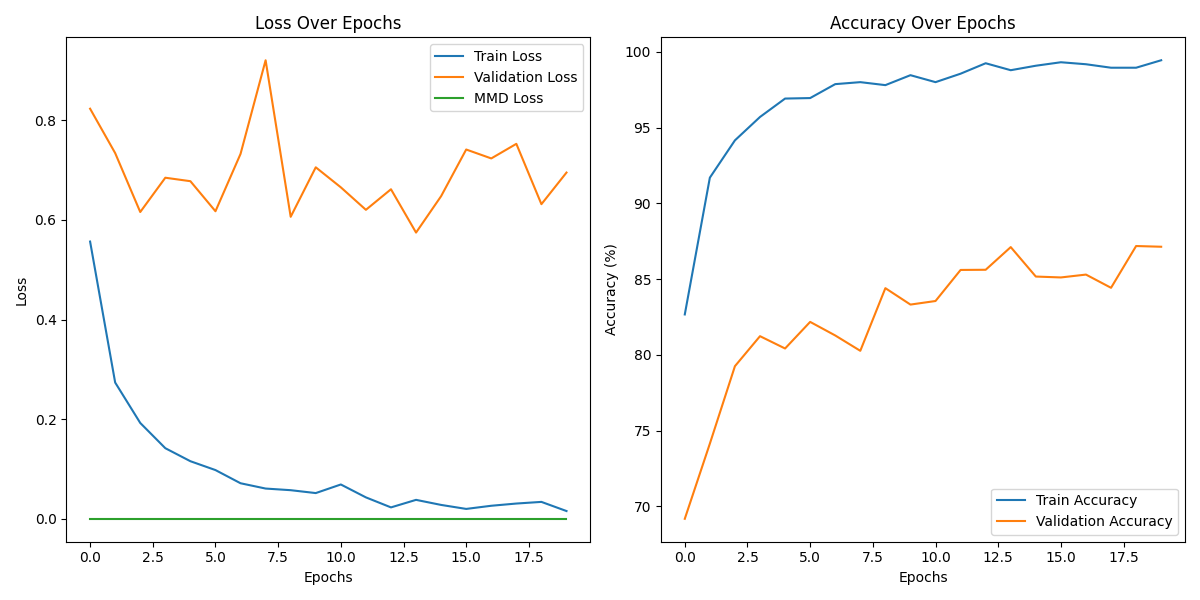 Loss Over Epochs
Train Loss
Validation Loss
MMD Loss
Loss
0.8
0.6
0.4
0.2
0.0
0.0 2.5 5.0 7.5 10.0 12.5 15.0 17.5
Epochs
Accuracy Over Epochs
Accuracy (%)
100
95
90
85
80
75
70
Train Accuracy
Validation Accuracy
0.0 2.5 5.0 7.5 10.0 12.5 15.0 17.5
Epochs